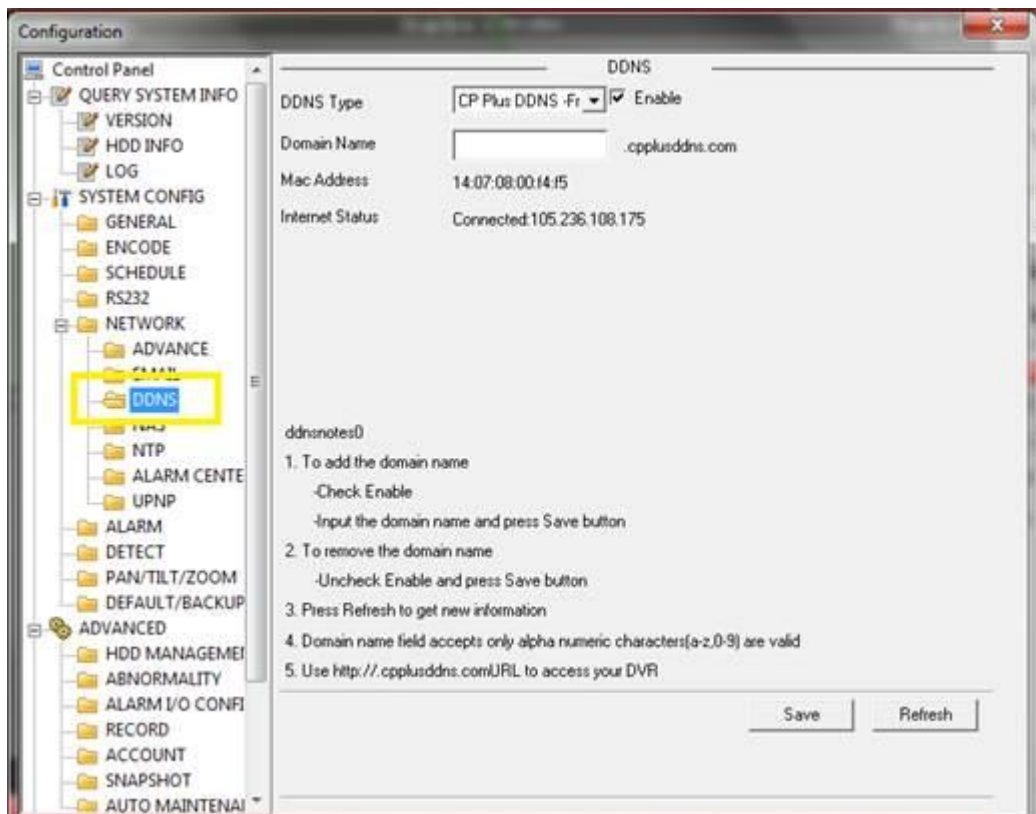 Configuration
Control Panel
QUERY SYSTEM INFO
VERSION
HDD INFO
LOG
SYSTEM CONFIG
GENERAL
ENCODE
SCHEDULE
RS232
NETWORK
ADVANCE
EMAIL
DDNS
NAS
NTP
ALARM CENTE
UPNP
ALARM
DETECT
PAN/TILT/ZOOM
DEFAULT/BACKUP
ADVANCED
HDD MANAGEME
ABNORMALITY
ALARM I/O CONFI
RECORD
ACCOUNT
SNAPSHOT
AUTO MAINTENA
DDNS
DDNS Type CP Plus DDNS -Fr Enable
Domain Name .cpplusddns.com
Mac Address 14:07:08:00:f4:f5
Internet Status Connected:105.236.108.175
ddnsnotes0
1. To add the domain name
-Check Enable
-Input the domain name and press Save button
2. To remove the domain name
-Uncheck Enable and press Save button
3. Press Refresh to get new information
4. Domain name field accepts only alpha numeric characters(a-z,0-9) are valid
5. Use http://.cpplusddns.comURL to access your DVR
Save Refresh